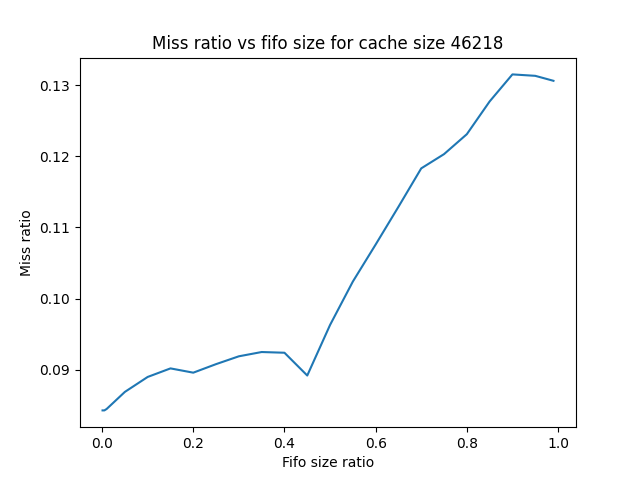 Miss ratio vs fifo size for cache size 46218
0.13
0.12
0.11
0.10
0.09
Miss ratio
0.0 0.2 0.4 0.6 0.8 1.0
Fifo size ratio